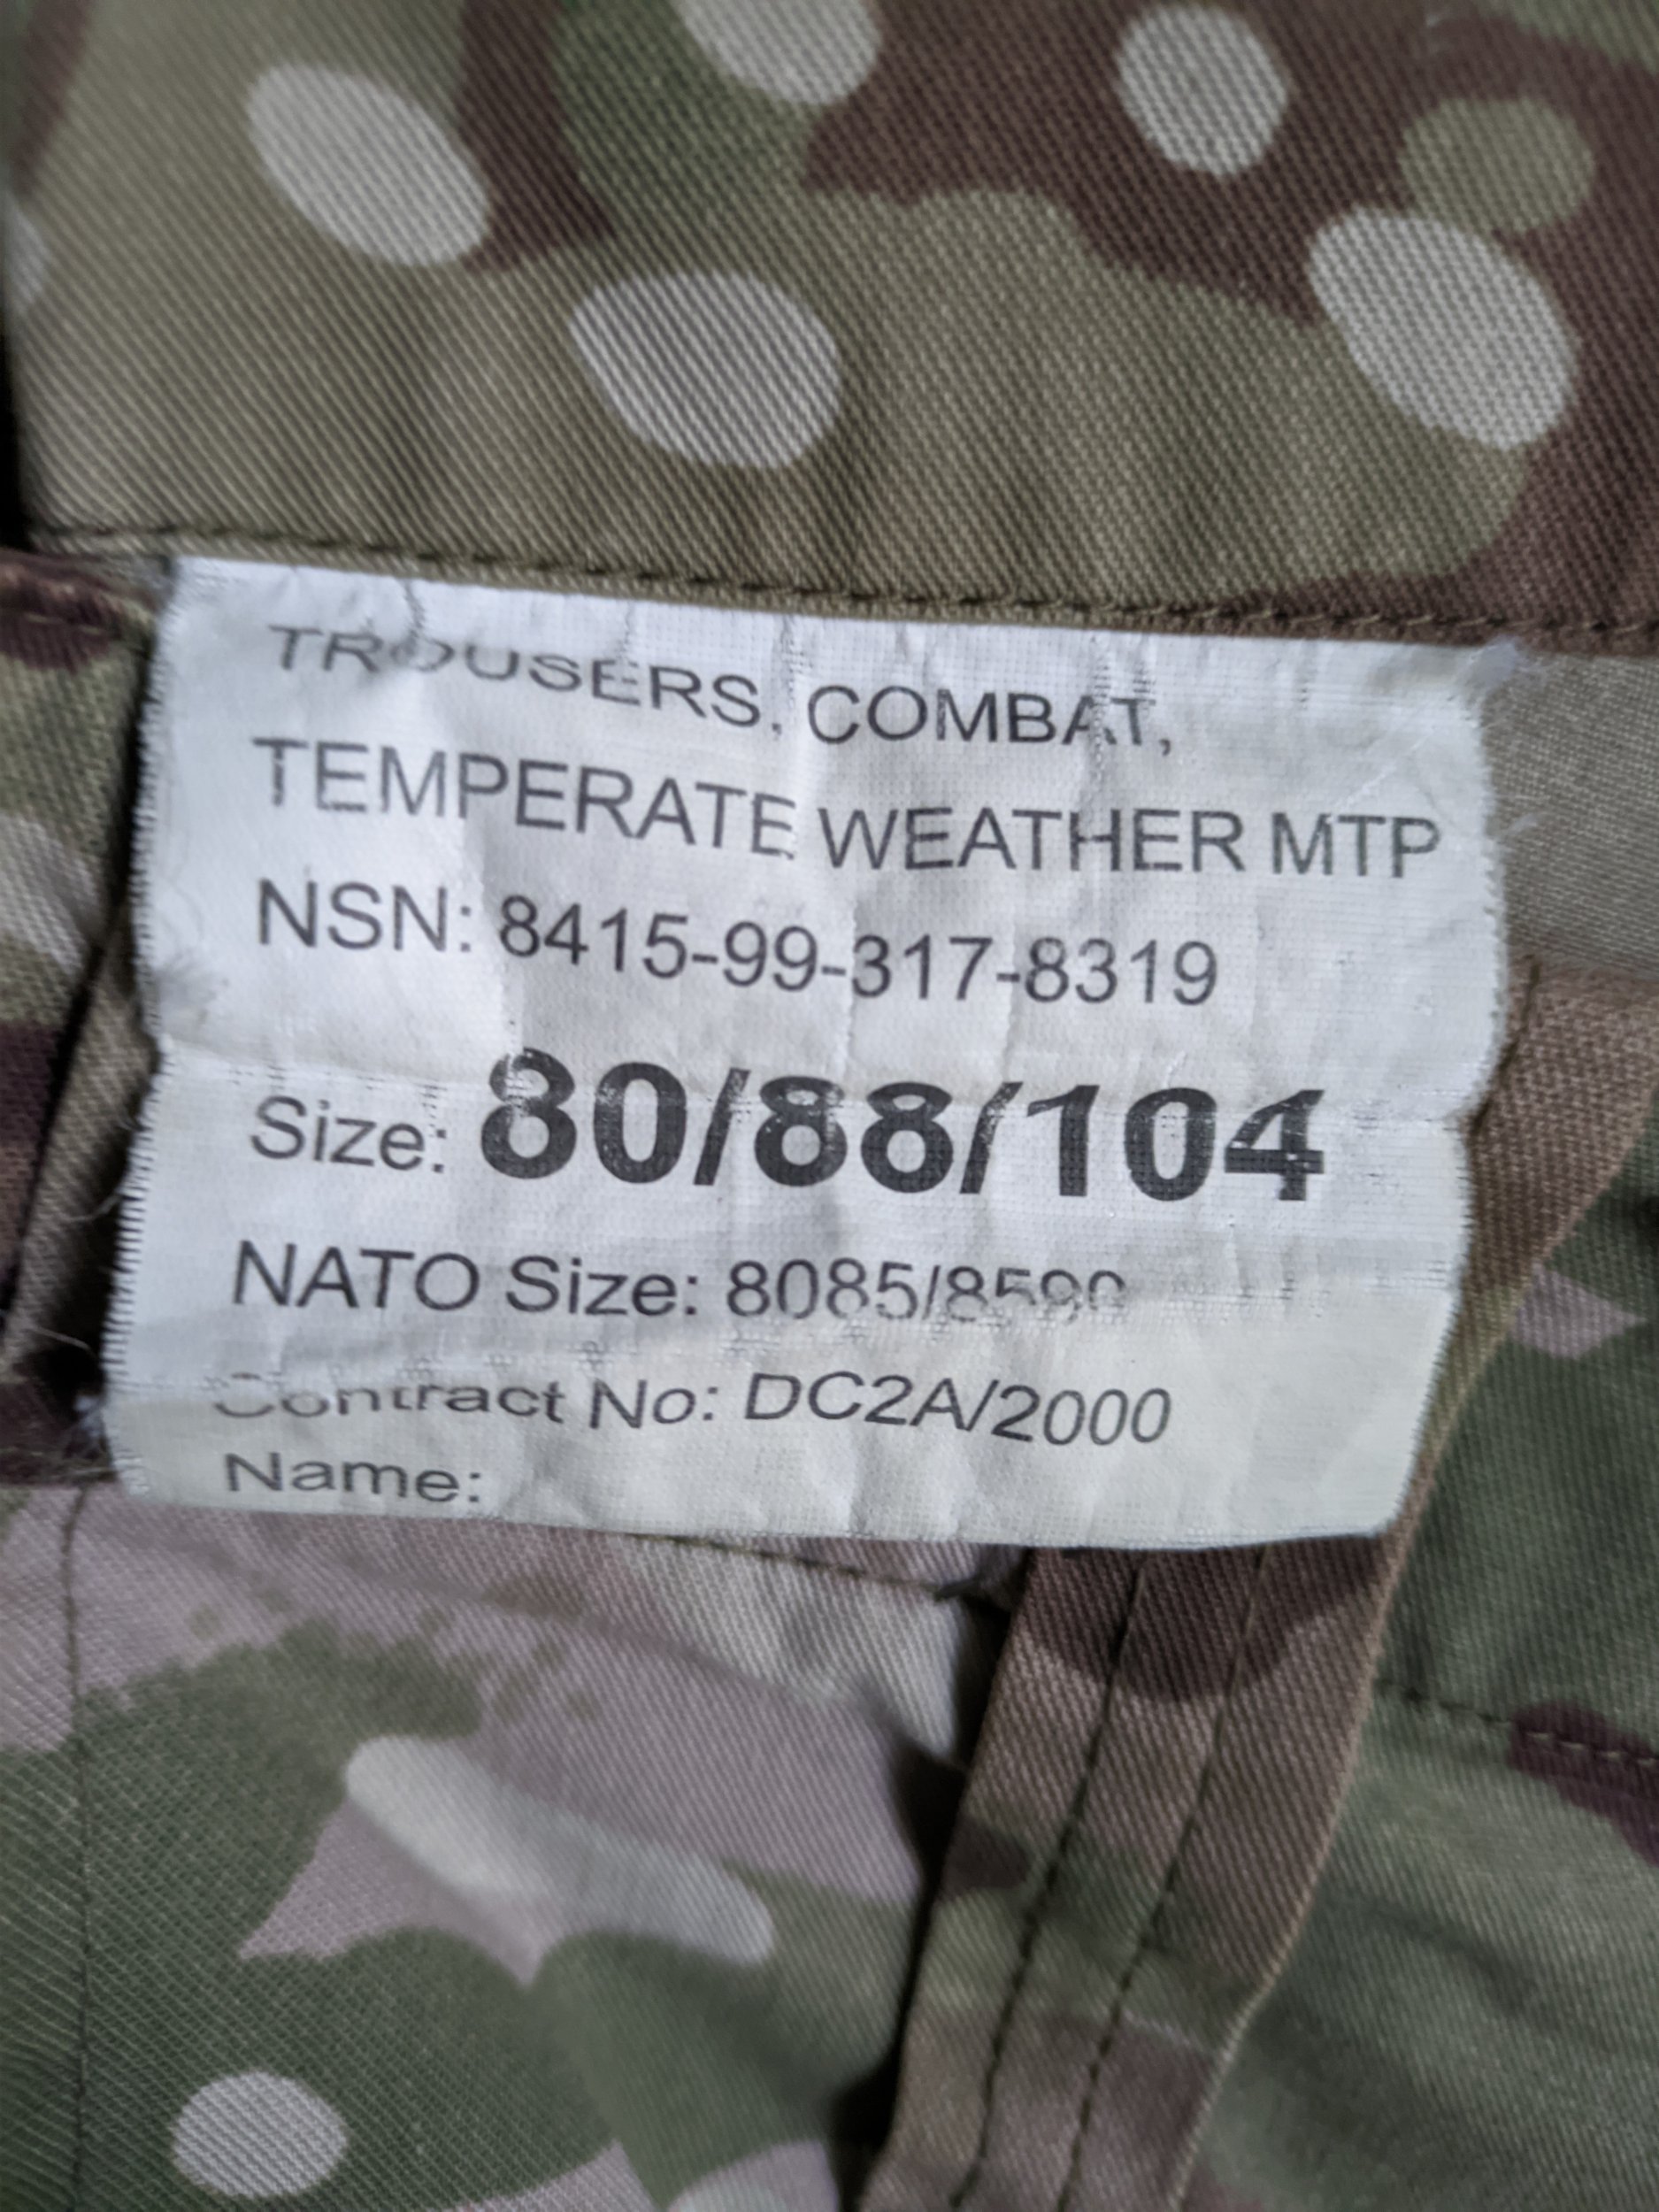 TROUSERS, COMBAT,
TEMPERATE WEATHER MTP
NSN: 8415-99-317-8319
Size: 80/88/104
NATO Size: 8085/8590
Contract No: DC2A/2000
Name: